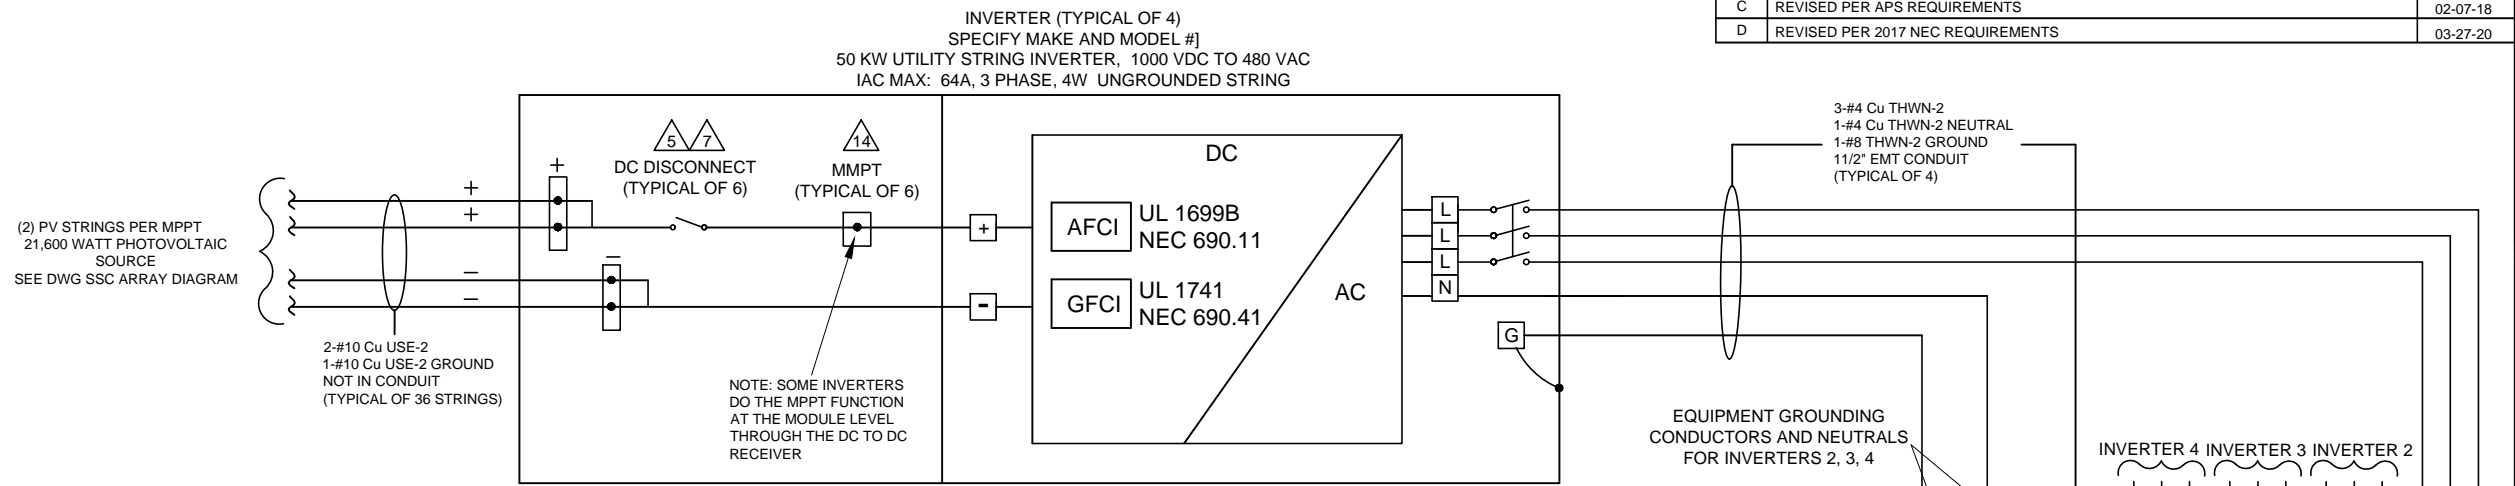 INVERTER (TYPICAL OF 4)
SPECIFY MAKE AND MODEL #]
50 KW UTILITY STRING INVERTER, 1000 VDC TO 480 VAC
IAC MAX: 64A, 3 PHASE, 4W UNGROUNDED STRING
C REVISED PER APS REQUIREMENTS 02-07-18
D REVISED PER 2017 NEC REQUIREMENTS 03-27-20
(2) PV STRINGS PER MPPT
21,600 WATT PHOTOVOLTAIC
SOURCE
SEE DWG SSC ARRAY DIAGRAM
+
+
−
−
2-#10 Cu USE-2
1-#10 Cu USE-2 GROUND
NOT IN CONDUIT
(TYPICAL OF 36 STRINGS)
+
−
5 7
DC DISCONNECT
(TYPICAL OF 6)
14
MMPT
(TYPICAL OF 6)
NOTE: SOME INVERTERS
DO THE MPPT FUNCTION
AT THE MODULE LEVEL
THROUGH THE DC TO DC
RECEIVER
+
-
DC
AFCI
UL 1699B
NEC 690.11
GFCI
UL 1741
NEC 690.41
AC
L
L
L
N
G
3-#4 Cu THWN-2
1-#4 Cu THWN-2 NEUTRAL
1-#8 THWN-2 GROUND
11/2" EMT CONDUIT
(TYPICAL OF 4)
EQUIPMENT GROUNDING
CONDUCTORS AND NEUTRALS
FOR INVERTERS 2, 3, 4
INVERTER 4 INVERTER 3 INVERTER 2